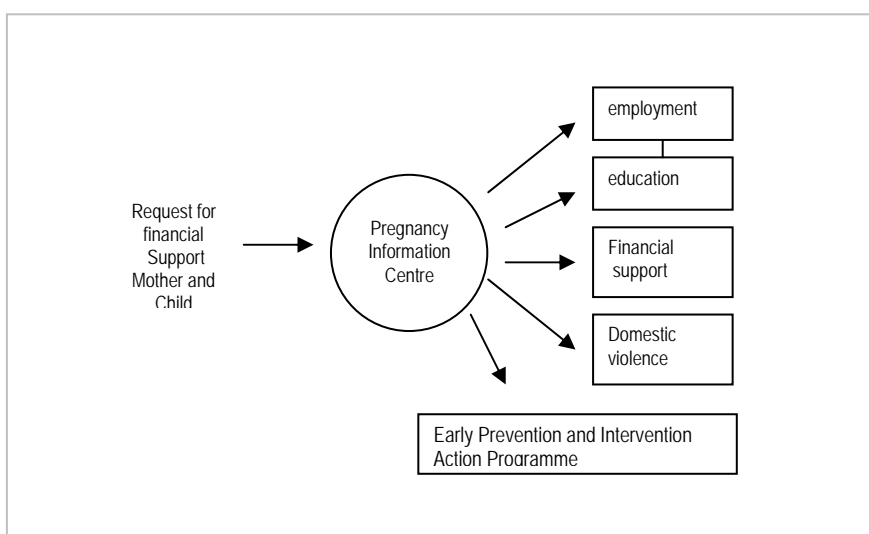 employment
education
Request for
financial
Support
Mother and
Child
Pregnancy
Information
Centre
Financial
support
Domestic
violence
Early Prevention and Intervention
Action Programme